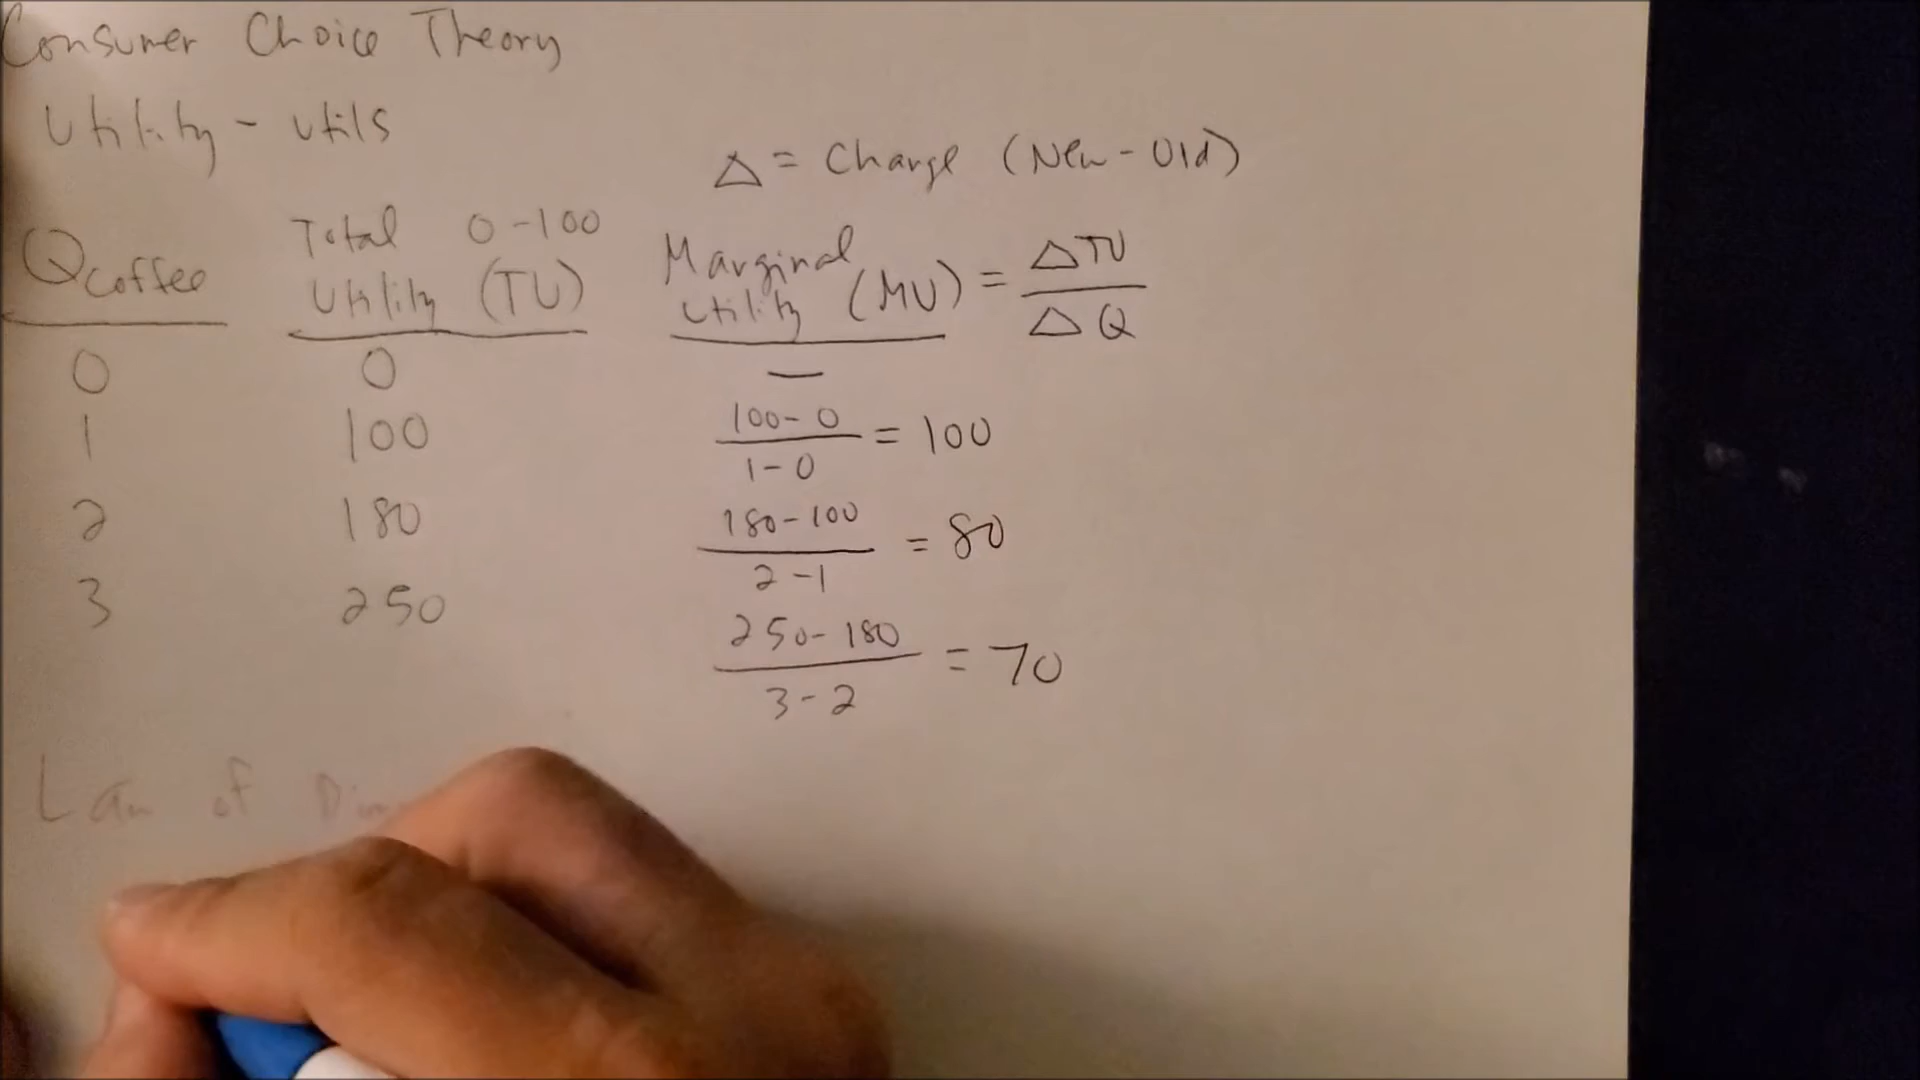 Consumer Choice Theory
Utility - utils
Δ = Change (New - Old)
Qcoffee
Total 0-100
Utility (TU)
Marginal
Utility (MU) = ΔTU / ΔQ
0 0 —
1 100 100-0 / 1-0 = 100
2 180 180-100 / 2-1 = 80
3 250 250-180 / 3-2 = 70
Law of Dim